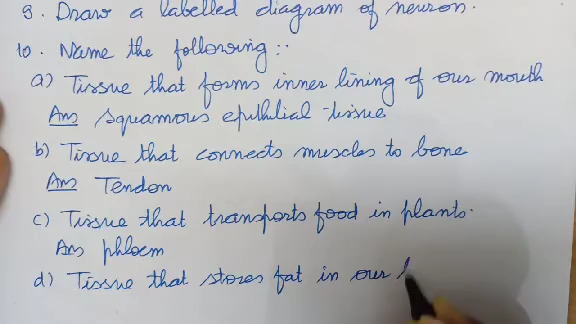 9. Draw a labelled diagram of neuron.
10. Name the following :-
a) Tissue that forms inner lining of our mouth
Ans Squamous epithelial tissue
b) Tissue that connects muscles to bone
Ans Tendon
c) Tissue that transports food in plants.
Ans phloem
d) Tissue that stores fat in our